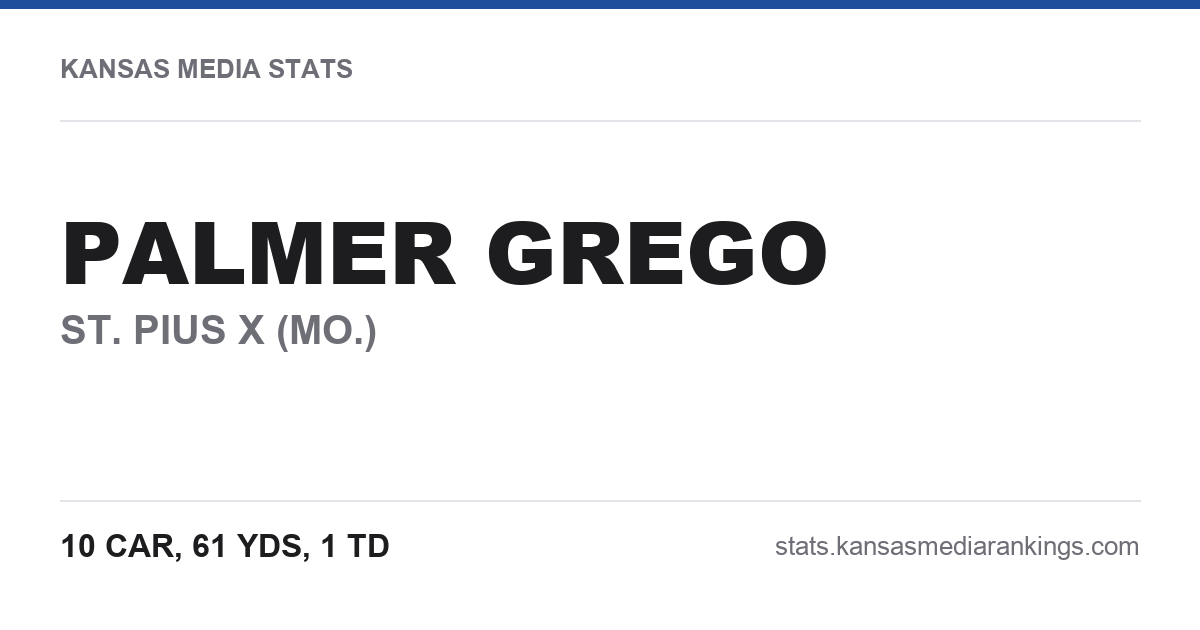 KANSAS MEDIA STATS
PALMER GREGO
ST. PIUS X (MO.)
10 CAR, 61 YDS, 1 TD
stats.kansasmediarankings.com